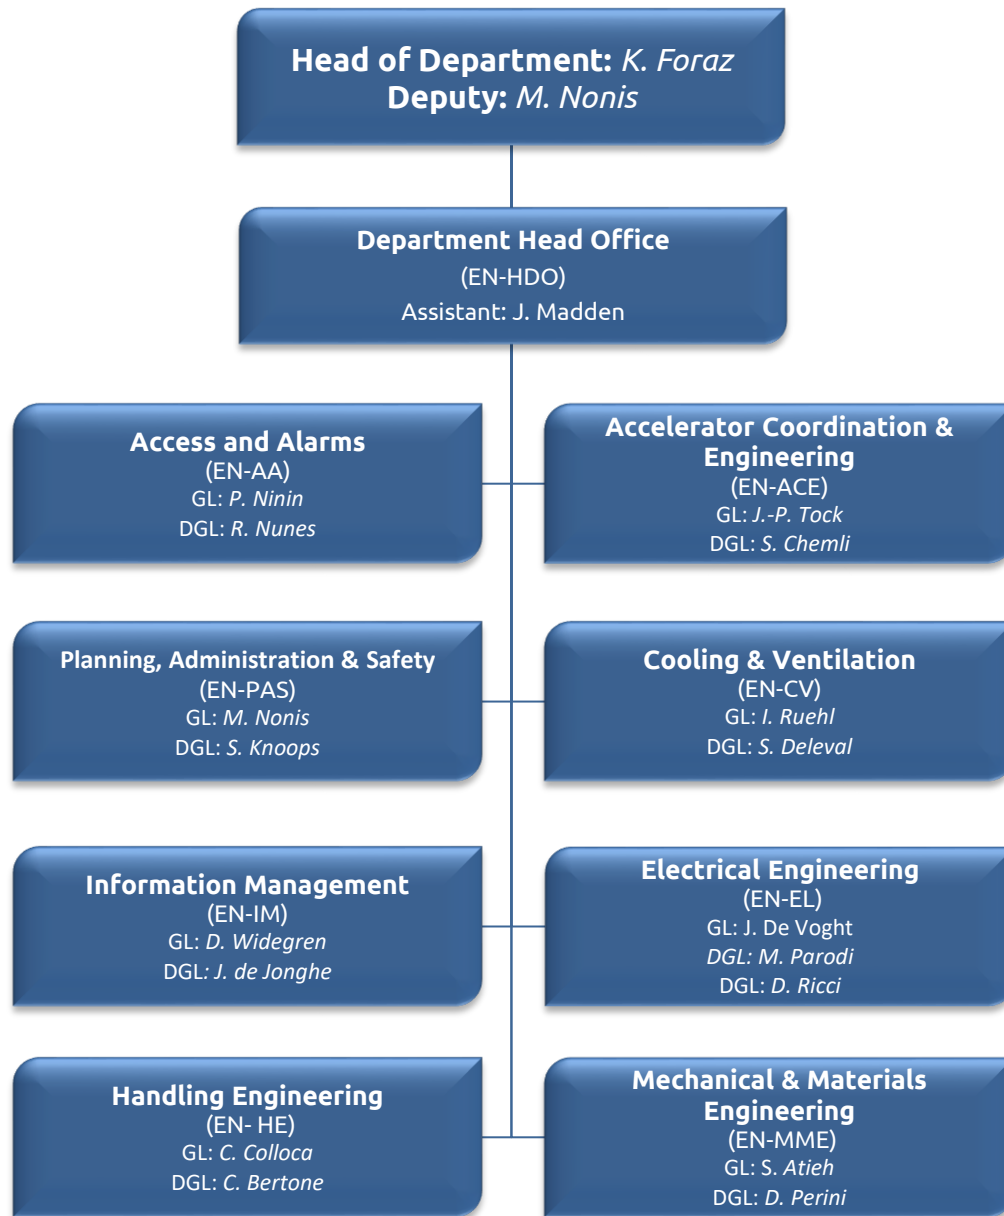 Head of Department: K. Foraz
Deputy: M. Nonis
Department Head Office
(EN-HDO)
Assistant: J. Madden
Access and Alarms
(EN-AA)
GL: P. Ninin
DGL: R. Nunes
Accelerator Coordination &
Engineering
(EN-ACE)
GL: J.-P. Tock
DGL: S. Chemli
Planning, Administration & Safety
(EN-PAS)
GL: M. Nonis
DGL: S. Knoops
Cooling & Ventilation
(EN-CV)
GL: I. Ruehl
DGL: S. Deleval
Information Management
(EN-IM)
GL: D. Widegren
DGL: J. de Jonghe
Electrical Engineering
(EN-EL)
GL: J. De Voght
DGL: M. Parodi
DGL: D. Ricci
Handling Engineering
(EN- HE)
GL: C. Colloca
DGL: C. Bertone
Mechanical & Materials
Engineering
(EN-MME)
GL: S. Atieh
DGL: D. Perini